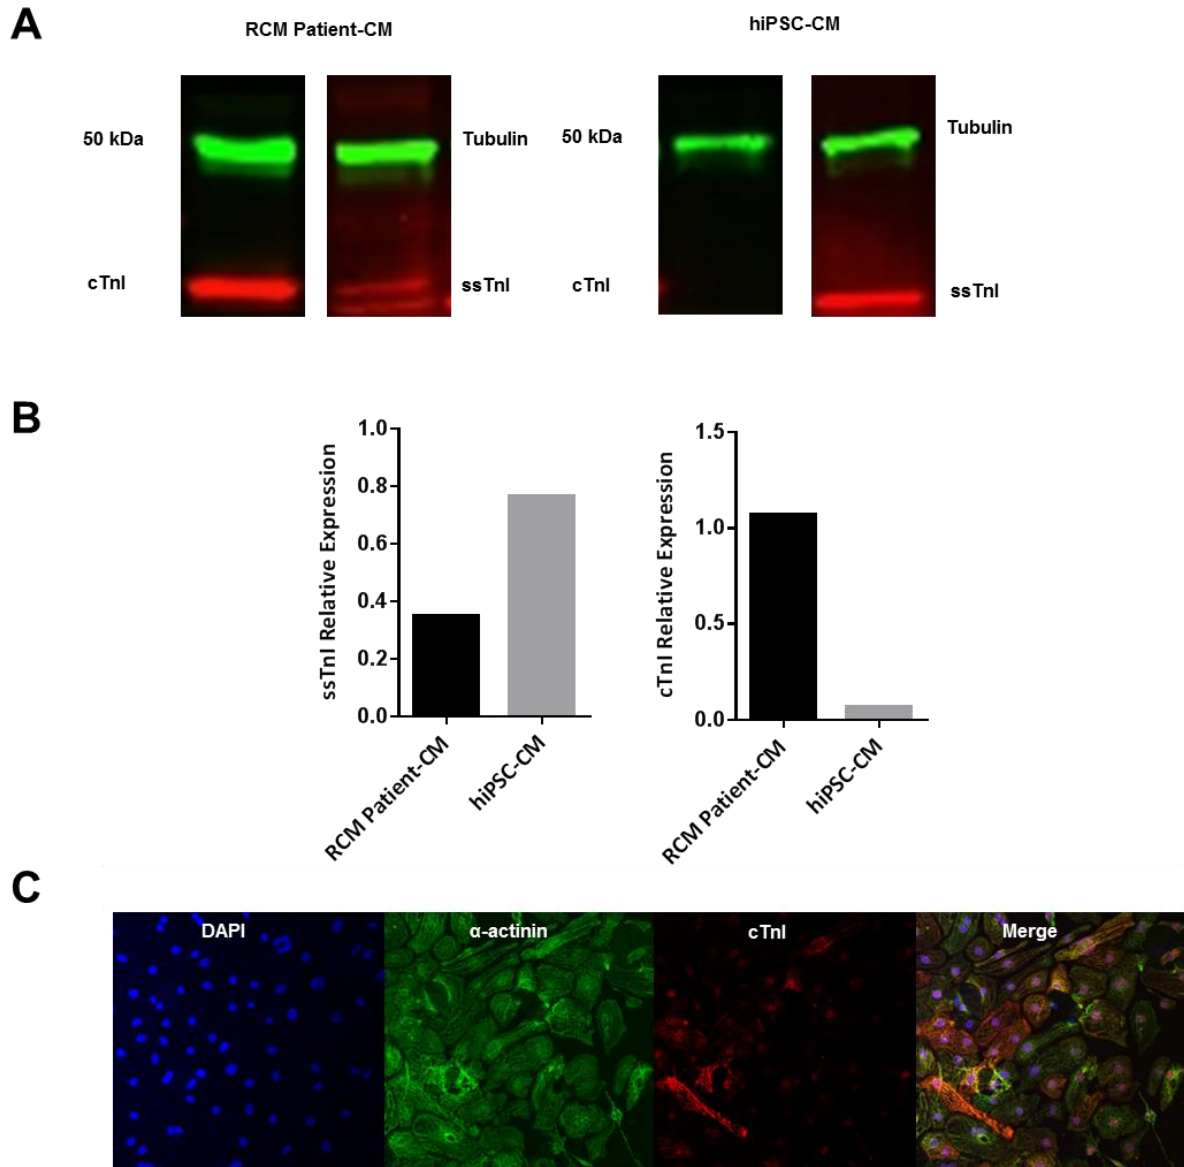 A
RCM Patient-CM
hiPSC-CM
50 kDa
Tubulin
50 kDa
Tubulin
cTnI
ssTnI
cTnI
ssTnI
B
ssTnI Relative Expression
1.0
0.8
0.6
0.4
0.2
0.0
RCM Patient-CM
hiPSC-CM
cTnI Relative Expression
1.5
1.0
0.5
0.0
RCM Patient-CM
hiPSC-CM
C
DAPI
α-actinin
cTnI
Merge